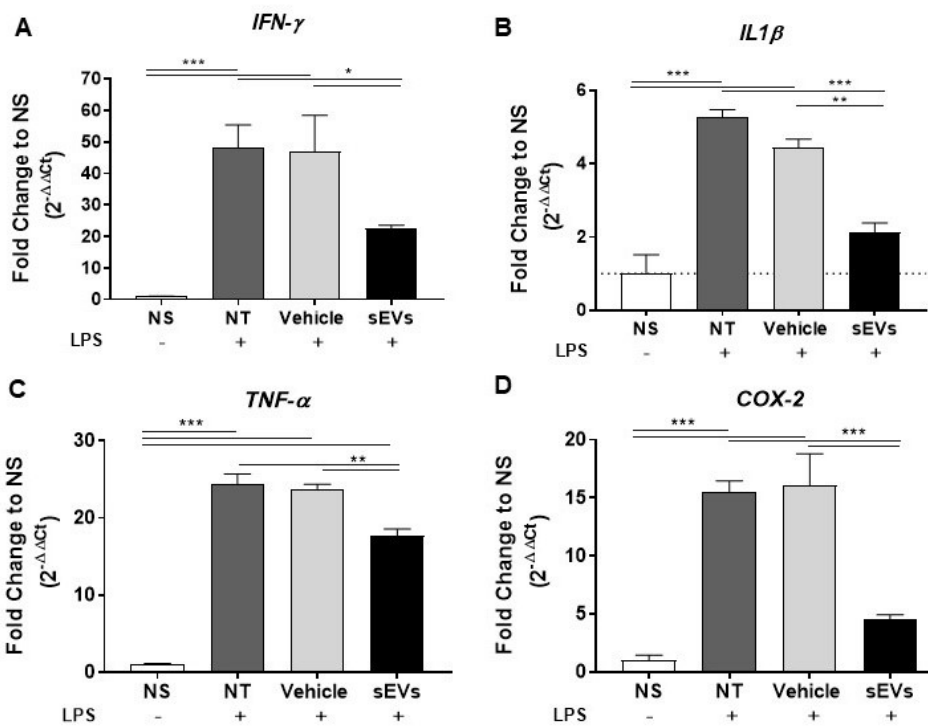 A
IFN-γ
***
*
Fold Change to NS
(2-ΔΔCt)
70
60
50
40
30
20
10
0
NS NT Vehicle sEVs
LPS - + + +
B
IL1β
***
***
**
Fold Change to NS
(2-ΔΔCt)
6
4
2
0
NS NT Vehicle sEVs
LPS - + + +
C
TNF-α
***
**
Fold Change to NS
(2-ΔΔCt)
30
20
10
0
NS NT Vehicle sEVs
LPS - + + +
D
COX-2
***
***
Fold Change to NS
(2-ΔΔCt)
20
15
10
5
0
NS NT Vehicle sEVs
LPS - + + +